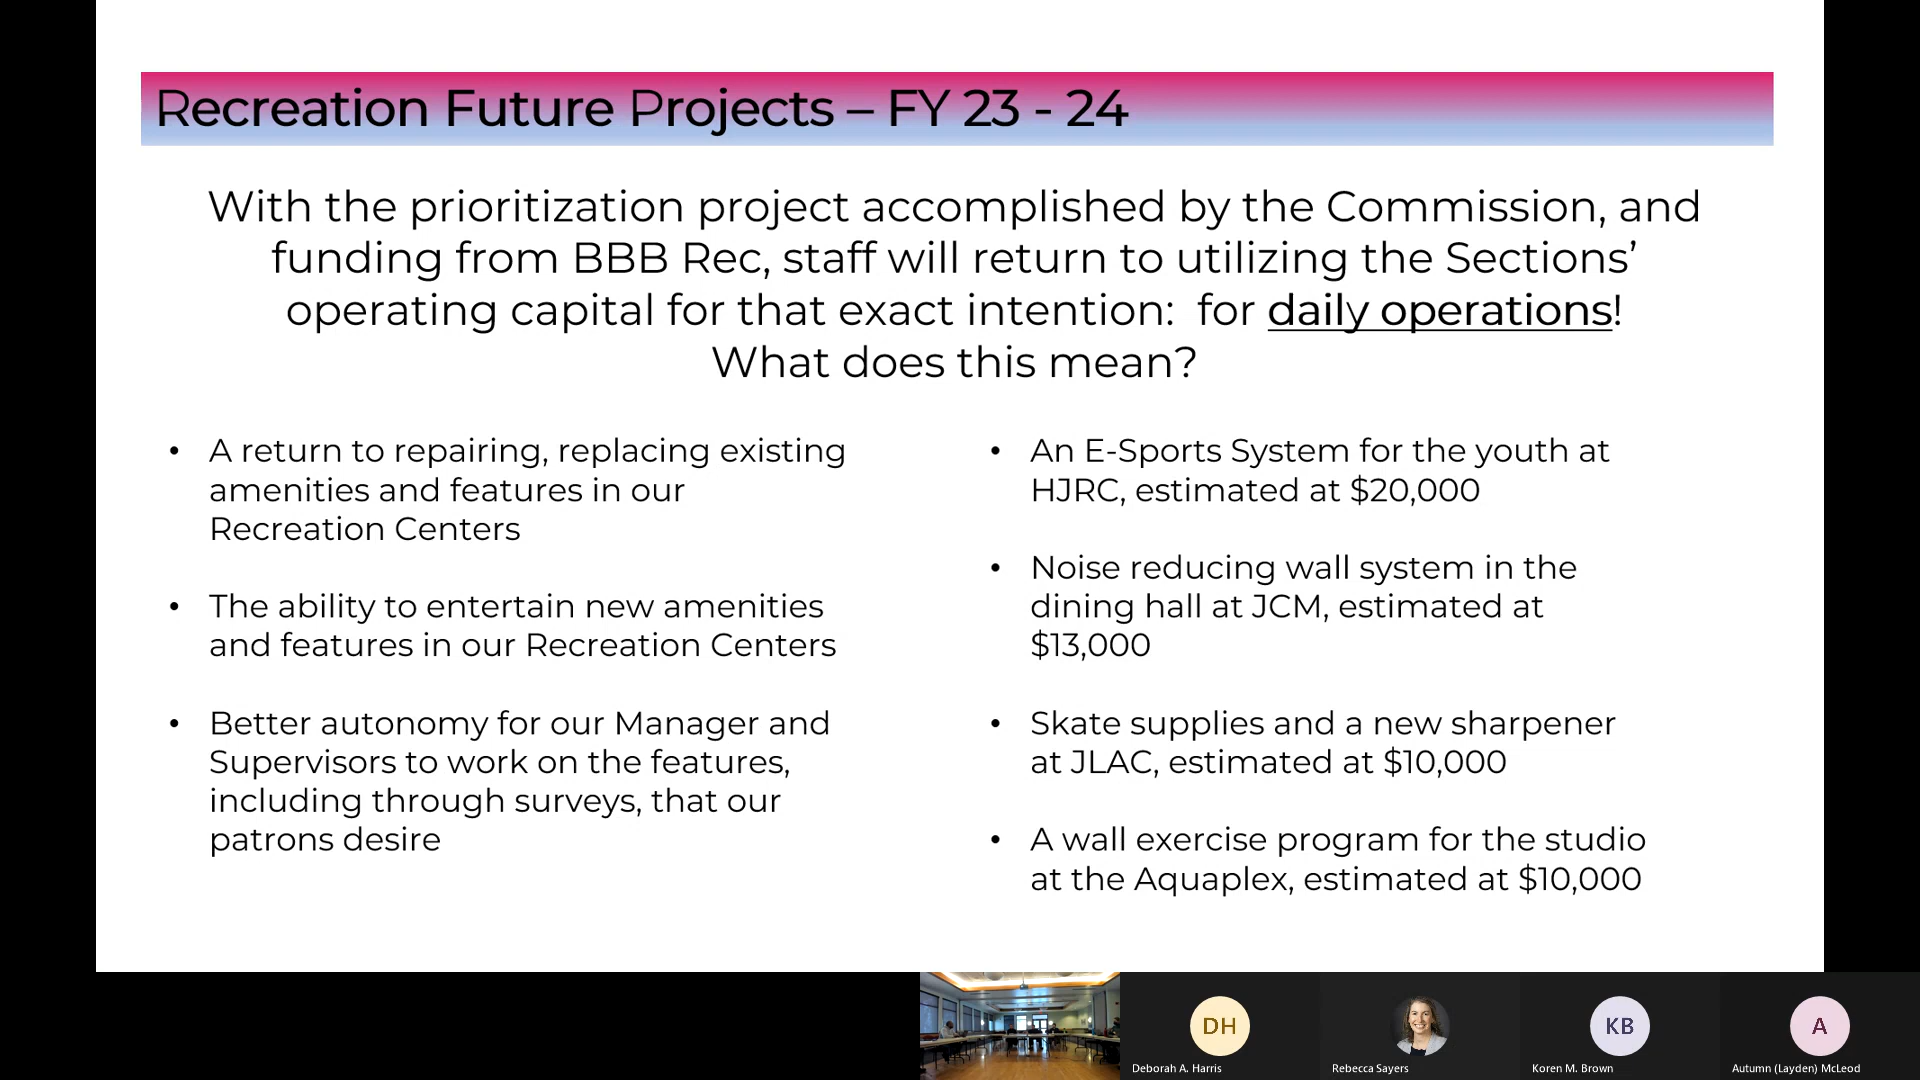 Recreation Future Projects – FY 23 - 24
With the prioritization project accomplished by the Commission, and
funding from BBB Rec, staff will return to utilizing the Sections’
operating capital for that exact intention:  for daily operations!
What does this mean?
• A return to repairing, replacing existing
amenities and features in our
Recreation Centers
• The ability to entertain new amenities
and features in our Recreation Centers
• Better autonomy for our Manager and
Supervisors to work on the features,
including through surveys, that our
patrons desire
• An E-Sports System for the youth at
HJRC, estimated at $20,000
• Noise reducing wall system in the
dining hall at JCM, estimated at
$13,000
• Skate supplies and a new sharpener
at JLAC, estimated at $10,000
• A wall exercise program for the studio
at the Aquaplex, estimated at $10,000
DH
KB
A
Deborah A. Harris
Rebecca Sayers
Koren M. Brown
Autumn (Layden) McLeod